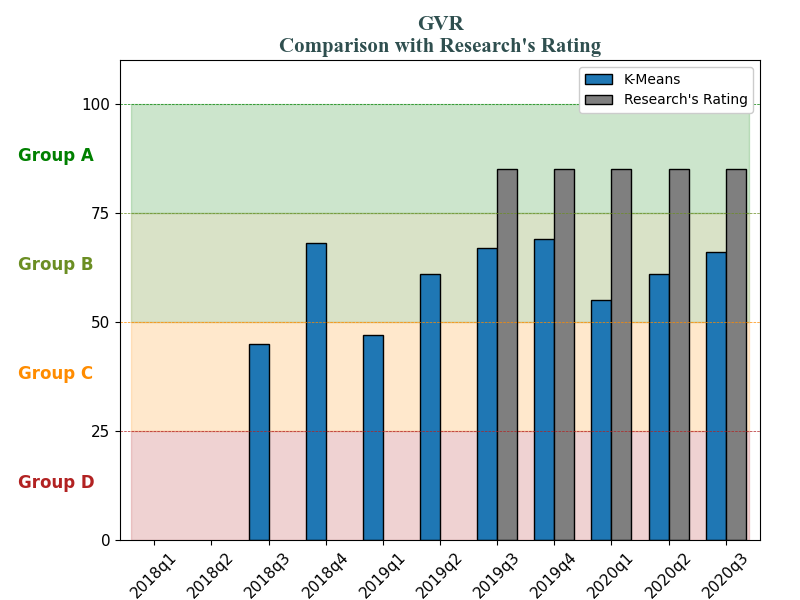 GVR
Comparison with Research's Rating
K-Means
Research's Rating
100
75
50
25
0
Group A
Group B
Group C
Group D
2018q1
2018q2
2018q3
2018q4
2019q1
2019q2
2019q3
2019q4
2020q1
2020q2
2020q3